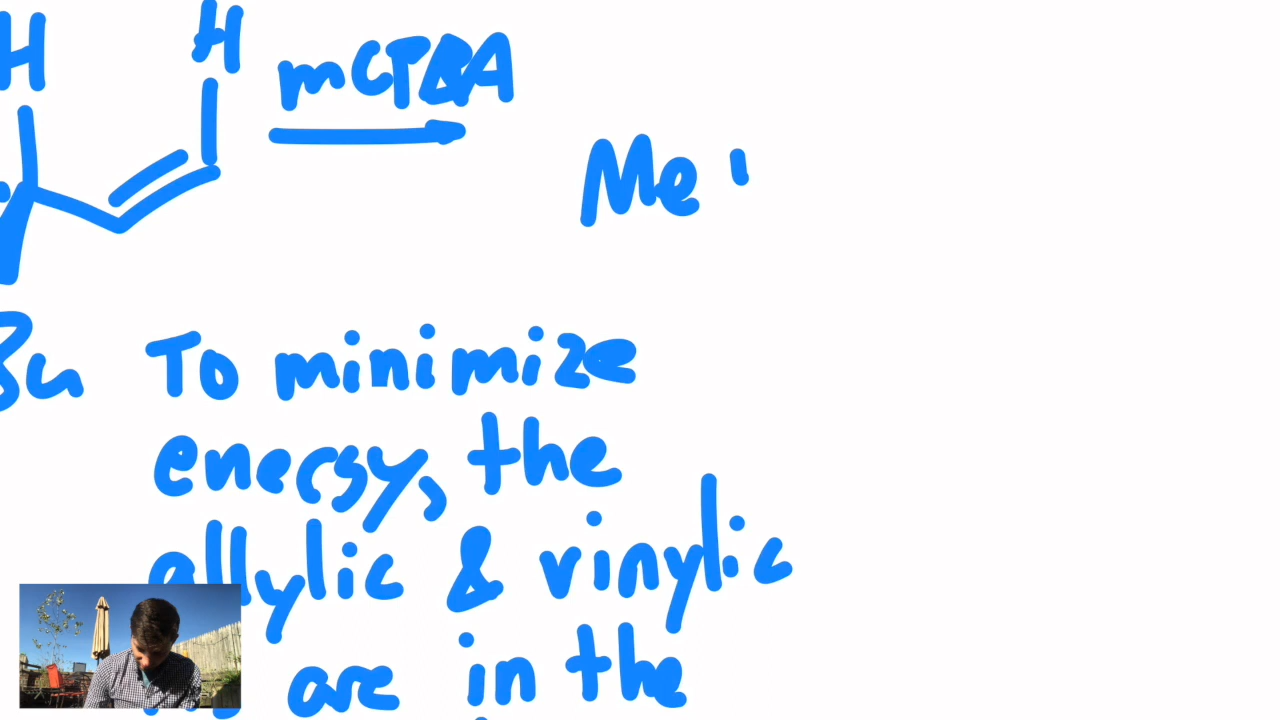 H
H
mCPBA
Me
Bu
To minimize
energy, the
allylic & vinylic
are in the